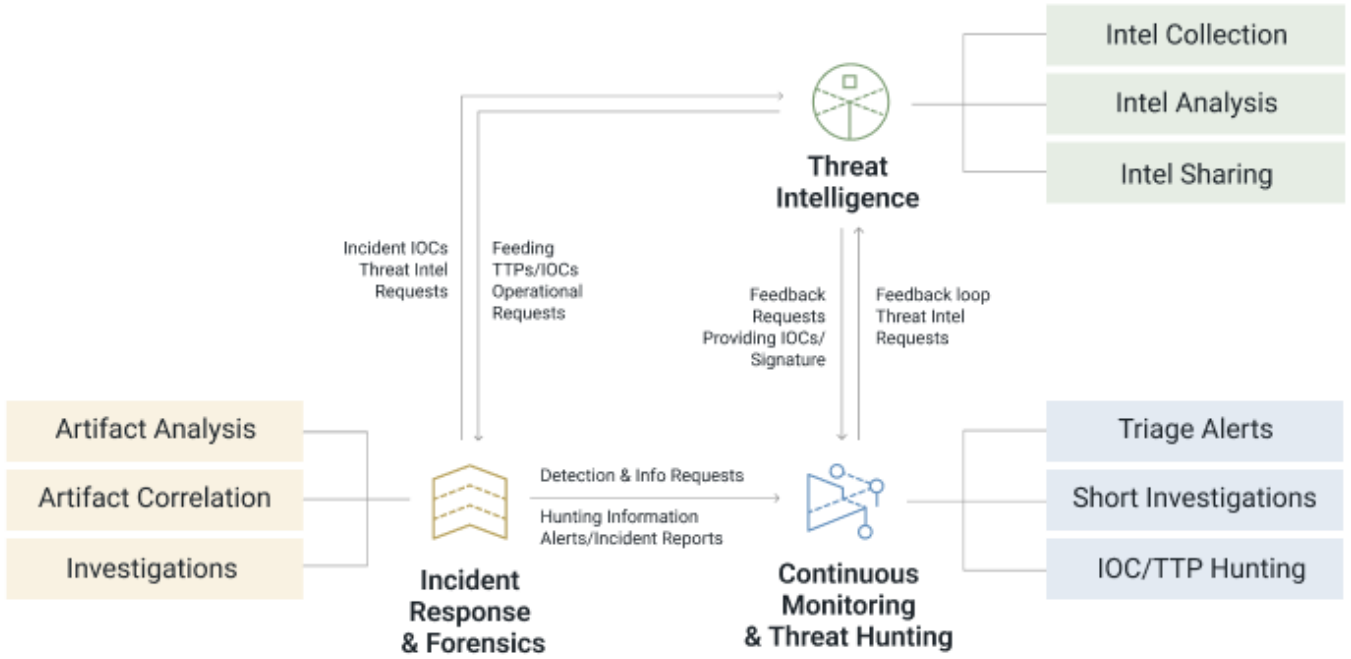 Intel Collection
Intel Analysis
Intel Sharing
Threat
Intelligence
Incident IOCs
Threat Intel
Requests
Feeding
TTPs/IOCs
Operational
Requests
Feedback
Requests
Providing IOCs/
Signature
Feedback loop
Threat Intel
Requests
Artifact Analysis
Artifact Correlation
Investigations
Detection & Info Requests
Hunting Information
Alerts/Incident Reports
Triage Alerts
Short Investigations
IOC/TTP Hunting
Incident
Response
& Forensics
Continuous
Monitoring
& Threat Hunting